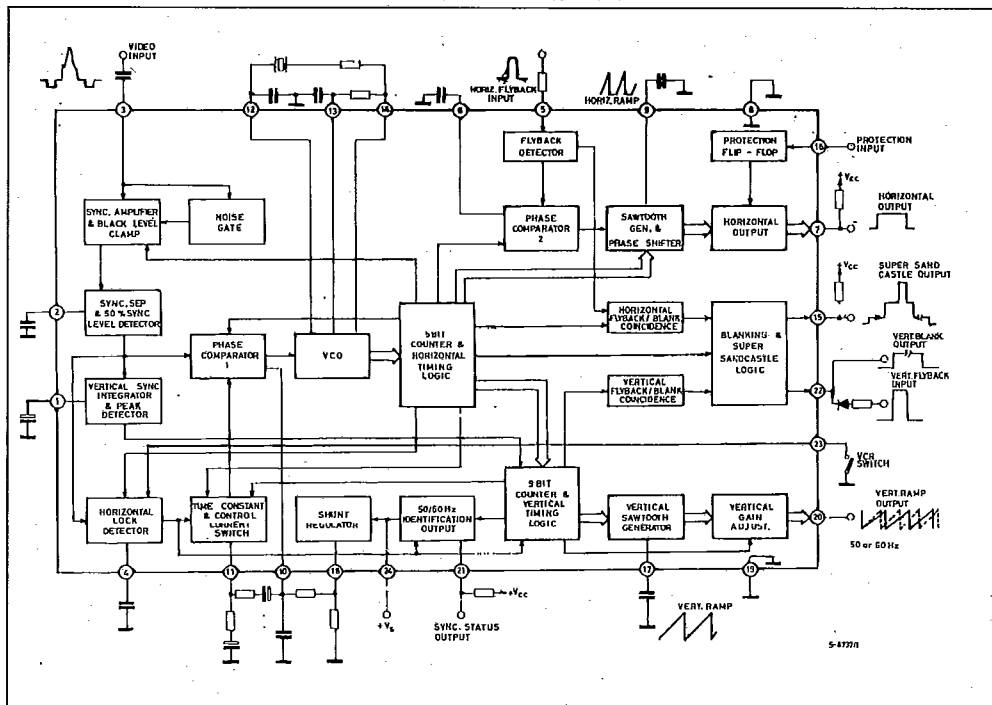 VIDEO
INPUT
HORIZ. FLYBACK
INPUT
HORIZ. RAMP
3
12
13
14
6
5
9
8
FLYBACK
DETECTOR
PROTECTION
FLIP - FLOP
16
PROTECTION
INPUT
SYNC. AMPLIFIER
& BLACK LEVEL
CLAMP
NOISE
GATE
PHASE
COMPARATOR
2
SAWTOOTH
GEN. &
PHASE SHIFTER
HORIZONTAL
OUTPUT
7
VCC
HORIZONTAL
OUTPUT
2
SYNC. SEP
& 50% SYNC
LEVEL DETECTOR
PHASE
COMPARATOR
1
VCO
5 BIT
COUNTER &
HORIZONTAL
TIMING
LOGIC
HORIZONTAL
FLYBACK/BLANK
COINCIDENCE
BLANKING &
SUPER
SANDCASTLE
LOGIC
VCC
SUPER SAND
CASTLE OUTPUT
15
VERT. BLANK.
OUTPUT
VERT. FLYBACK
INPUT
22
1
VERTICAL SYNC
INTEGRATOR
& PEAK
DETECTOR
VERTICAL
FLYBACK/BLANK
COINCIDENCE
23
VCR
SWITCH
HORIZONTAL
LOCK
DETECTOR
TIME CONSTANT
& CONTROL
CURRENT
SWITCH
SHUNT
REGULATOR
50/60Hz
IDENTIFICATION
OUTPUT
9 BIT
COUNTER &
VERTICAL
TIMING
LOGIC
VERTICAL
SAWTOOTH
GENERATOR
VERTICAL
GAIN
ADJUST.
20
VERT. RAMP
OUTPUT
50 or 60 Hz
4
11
10
18
24
21
17
19
+VS
+VCC
SYNC. STATUS
OUTPUT
VERT. RAMP
S-8737/1